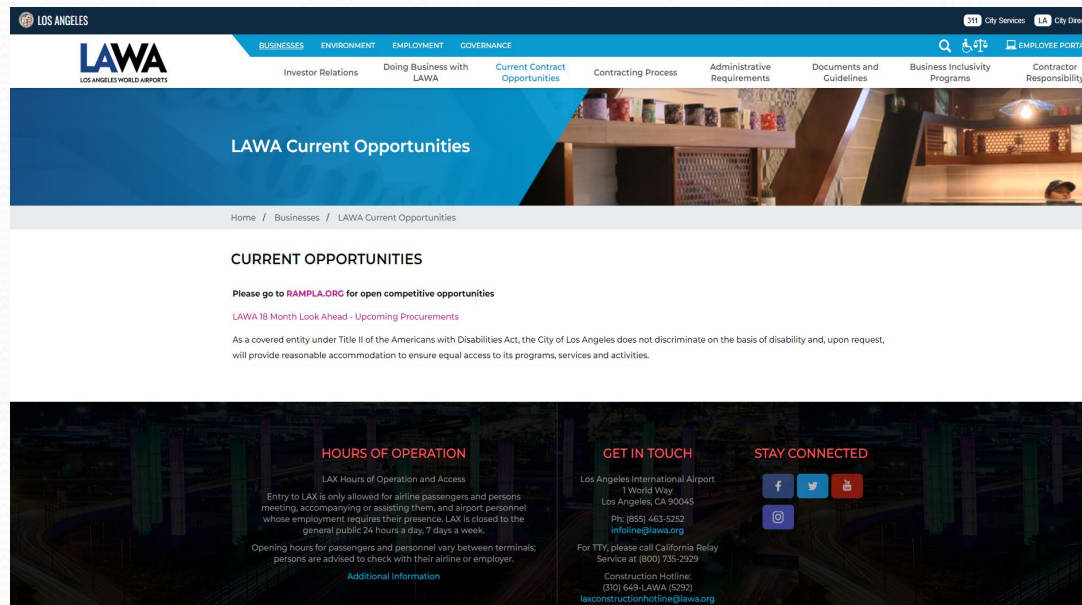 LOS ANGELES
311 City Services LA City Dire
LAWA
LOS ANGELES WORLD AIRPORTS
BUSINESSES ENVIRONMENT EMPLOYMENT GOVERNANCE
EMPLOYEE PORTA
Investor Relations
Doing Business with
LAWA
Current Contract
Opportunities
Contracting Process
Administrative
Requirements
Documents and
Guidelines
Business Inclusivity
Programs
Contractor
Responsibility
LAWA Current Opportunities
Home / Businesses / LAWA Current Opportunities
CURRENT OPPORTUNITIES
Please go to RAMPLA.ORG for open competitive opportunities
LAWA 18 Month Look Ahead - Upcoming Procurements
As a covered entity under Title II of the Americans with Disabilities Act, the City of Los Angeles does not discriminate on the basis of disability and, upon request,
will provide reasonable accommodation to ensure equal access to its programs, services and activities.
HOURS OF OPERATION
LAX Hours of Operation and Access
Entry to LAX is only allowed for airline passengers and persons
meeting, accompanying or assisting them, and airport personnel
whose employment requires their presence. LAX is closed to the
general public 24 hours a day, 7 days a week.
Opening hours for passengers and personnel vary between terminals;
persons are advised to check with their airline or employer.
Additional Information
GET IN TOUCH
Los Angeles International Airport
1 World Way
Los Angeles, CA 90045
Ph: (855) 463-5252
infoline@lawa.org
For TTY, please call California Relay
Service at (800) 735-2929
Construction Hotline:
(310) 649-LAWA (5292)
laxconstructionhotline@lawa.org
STAY CONNECTED